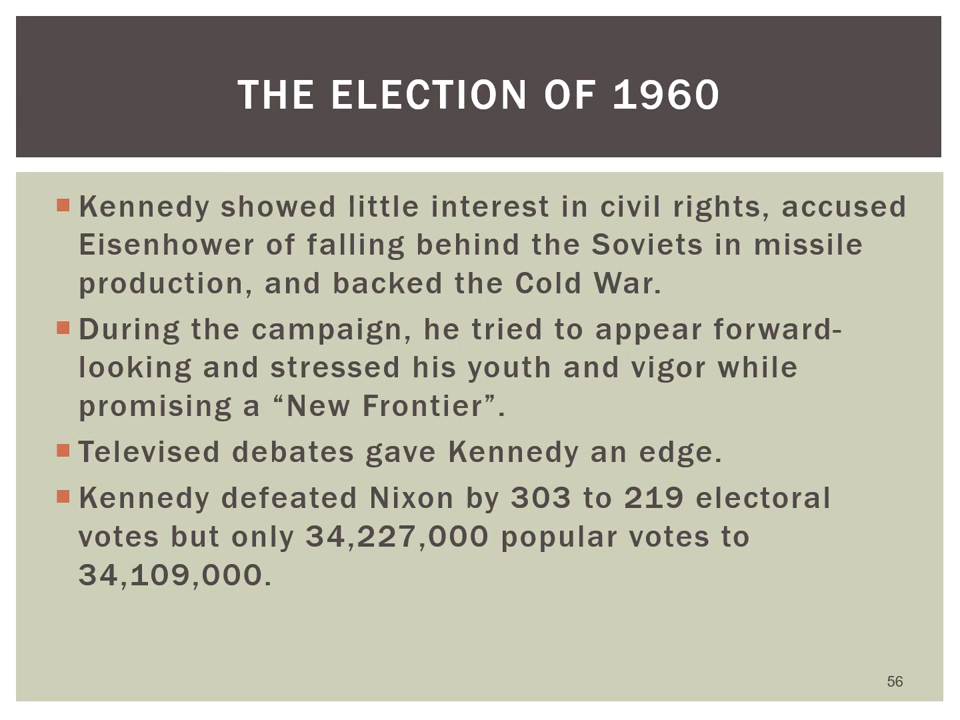 THE ELECTION OF 1960
Kennedy showed little interest in civil rights, accused
Eisenhower of falling behind the Soviets in missile
production, and backed the Cold War.
During the campaign, he tried to appear forward-
looking and stressed his youth and vigor while
promising a “New Frontier”.
Televised debates gave Kennedy an edge.
Kennedy defeated Nixon by 303 to 219 electoral
votes but only 34,227,000 popular votes to
34,109,000.
56